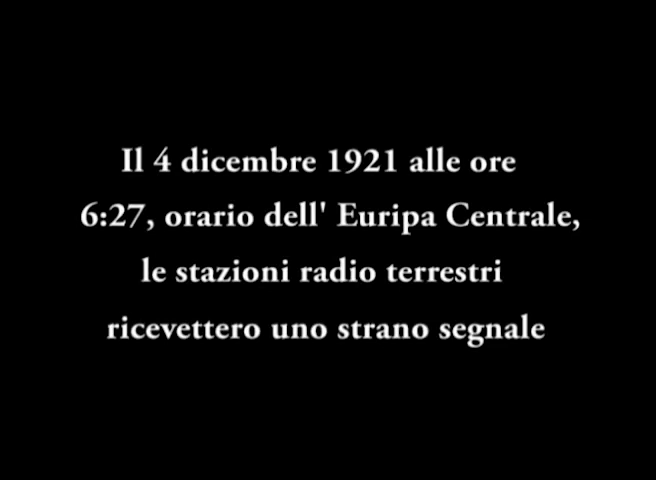 Il 4 dicembre 1921 alle ore
6:27, orario dell' Euripa Centrale,
le stazioni radio terrestri
ricevettero uno strano segnale